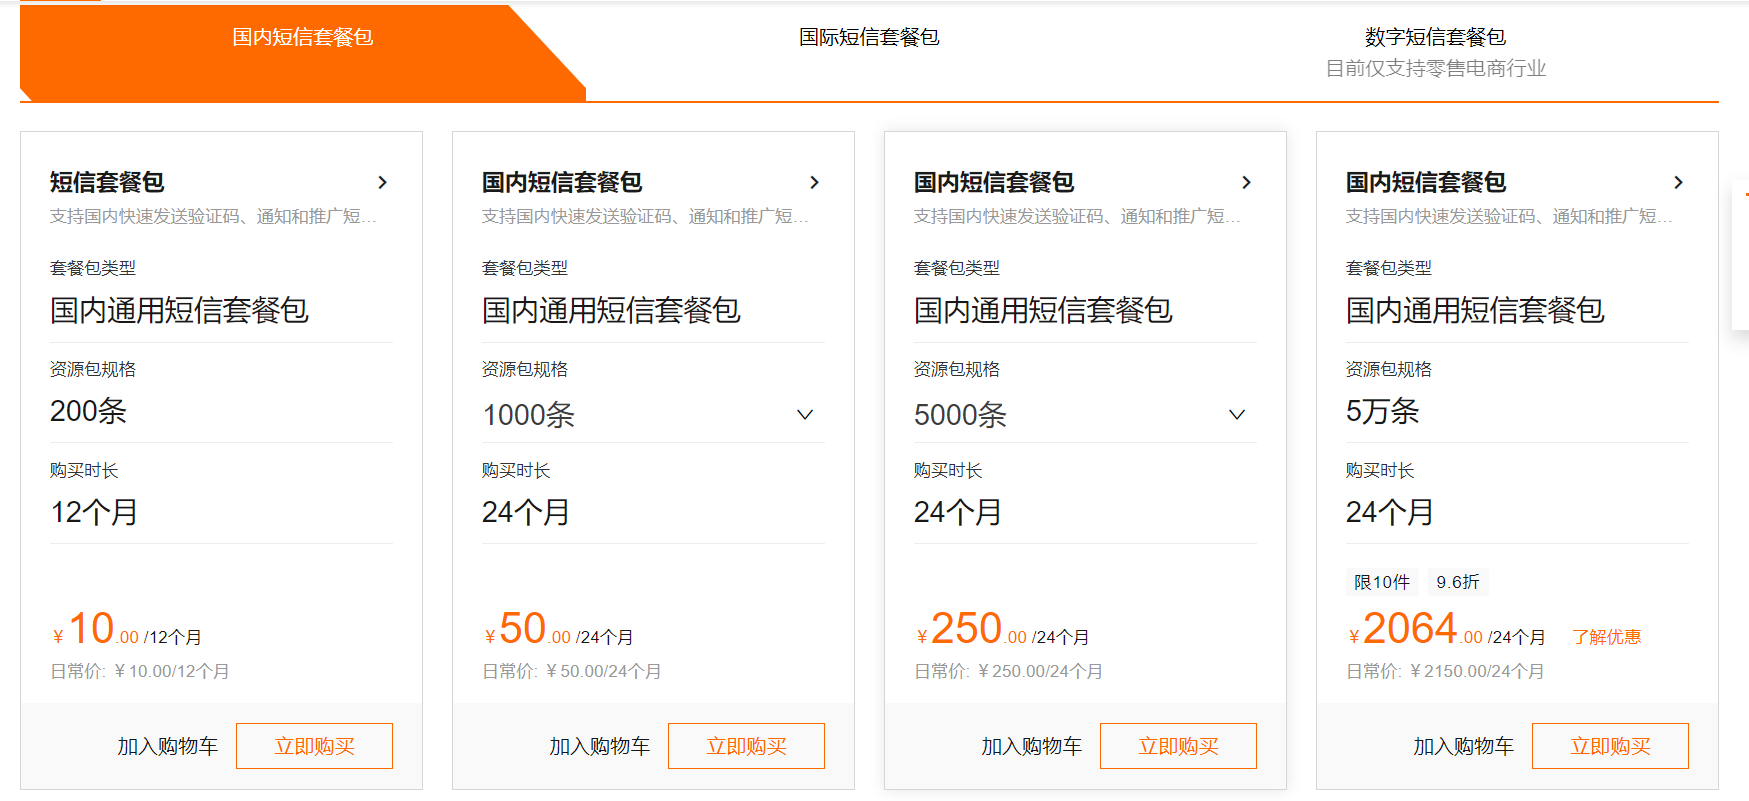 国内短信套餐包
国际短信套餐包
数字短信套餐包
目前仅支持零售电商行业
短信套餐包
支持国内快速发送验证码、通知和推广短...
套餐包类型
国内通用短信套餐包
资源包规格
200条
购买时长
12个月
¥10.00 /12个月
日常价: ¥10.00/12个月
加入购物车
立即购买
国内短信套餐包
支持国内快速发送验证码、通知和推广短...
套餐包类型
国内通用短信套餐包
资源包规格
1000条
购买时长
24个月
¥50.00 /24个月
日常价: ¥50.00/24个月
加入购物车
立即购买
国内短信套餐包
支持国内快速发送验证码、通知和推广短...
套餐包类型
国内通用短信套餐包
资源包规格
5000条
购买时长
24个月
¥250.00 /24个月
日常价: ¥250.00/24个月
加入购物车
立即购买
国内短信套餐包
支持国内快速发送验证码、通知和推广短...
套餐包类型
国内通用短信套餐包
资源包规格
5万条
购买时长
24个月
限10件 9.6折
¥2064.00 /24个月 了解优惠
日常价: ¥2150.00/24个月
加入购物车
立即购买